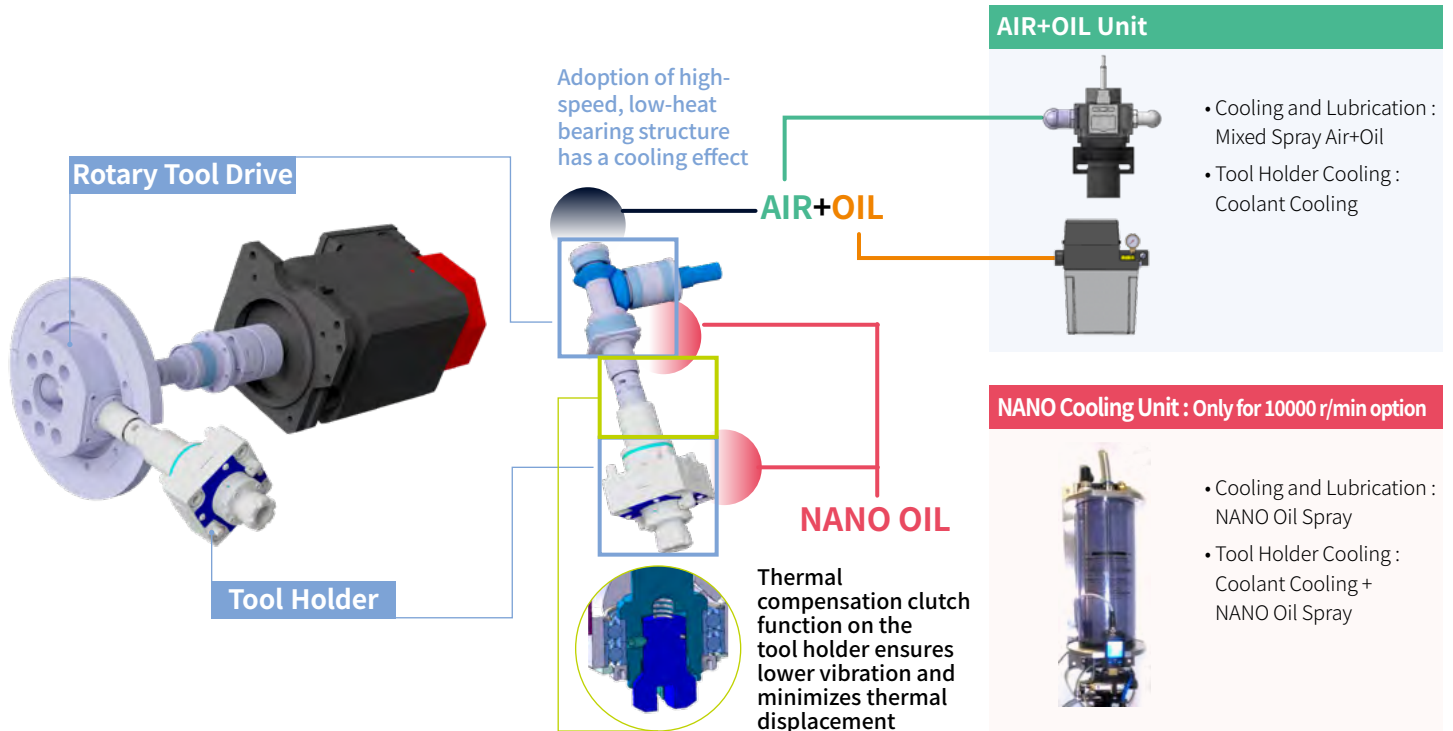 Adoption of high-
speed, low-heat
bearing structure
has a cooling effect
Rotary Tool Drive
AIR+OIL
NANO OIL
Tool Holder
Thermal
compensation clutch
function on the
tool holder ensures
lower vibration and
minimizes thermal
displacement
AIR+OIL Unit
• Cooling and Lubrication :
Mixed Spray Air+Oil
• Tool Holder Cooling :
Coolant Cooling
NANO Cooling Unit : Only for 10000 r/min option
• Cooling and Lubrication :
NANO Oil Spray
• Tool Holder Cooling :
Coolant Cooling +
NANO Oil Spray